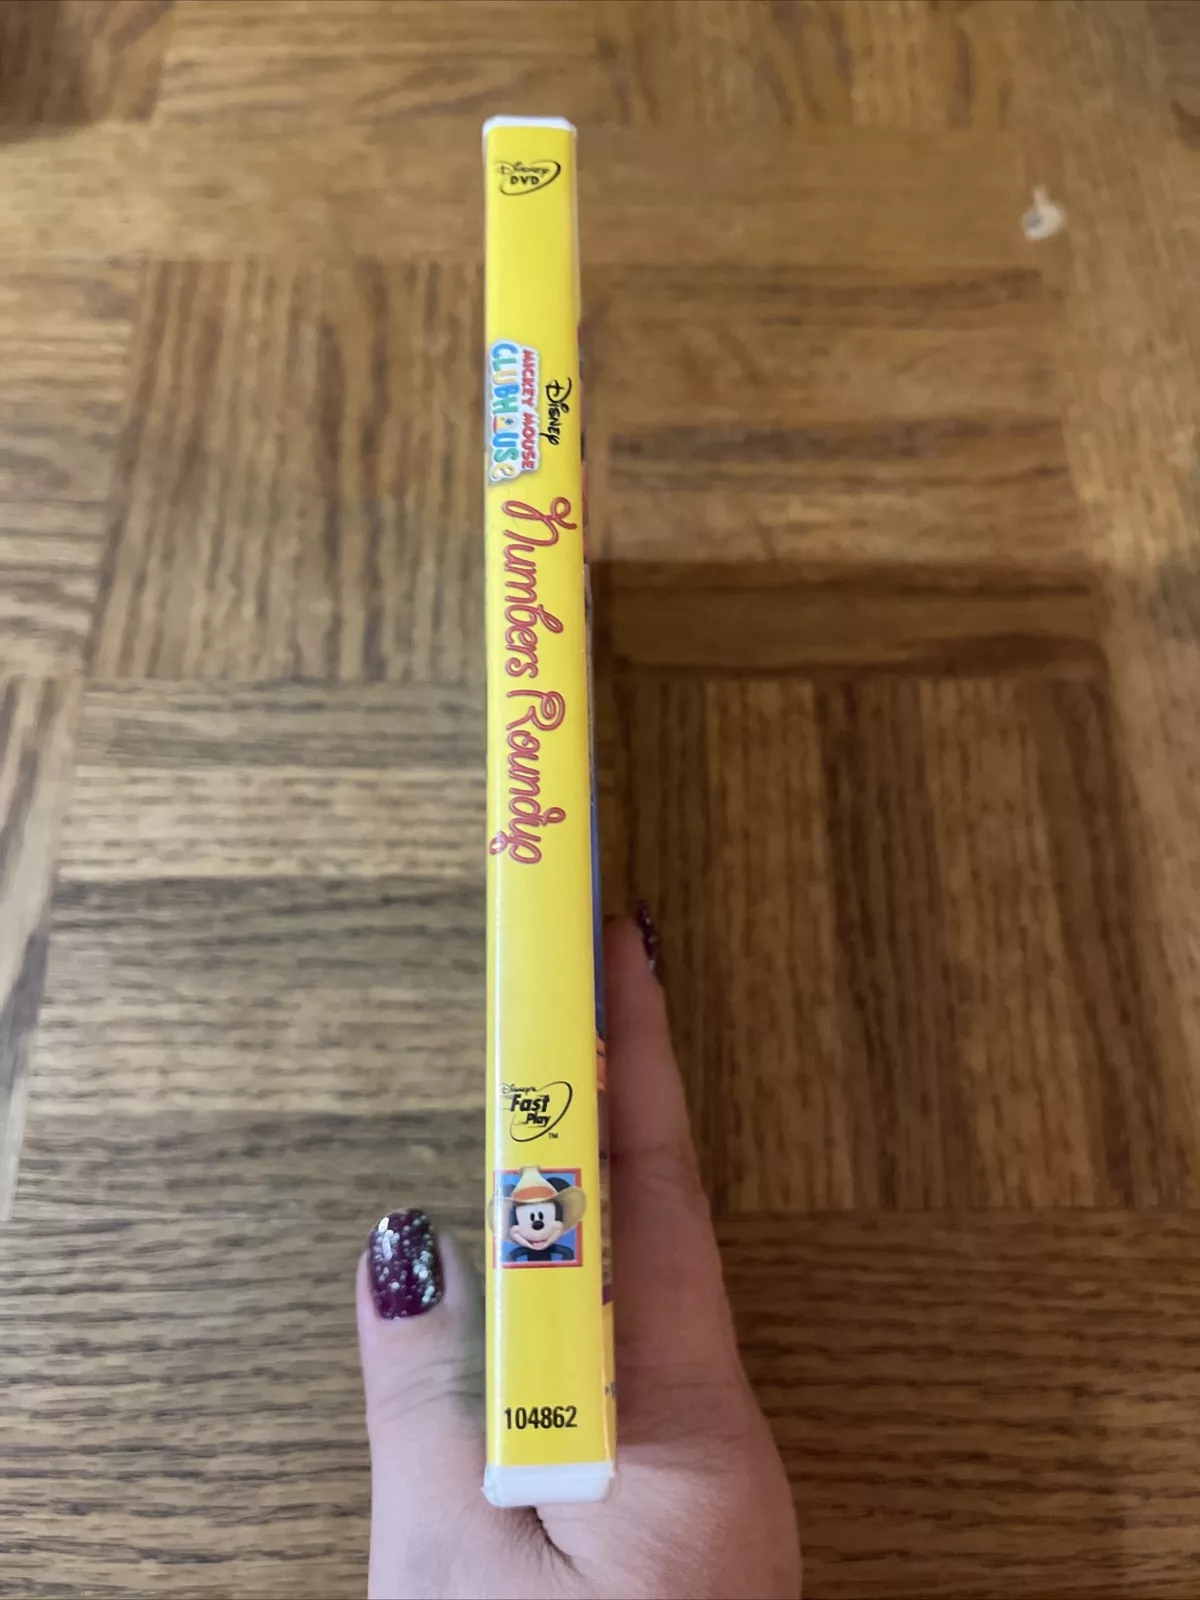 Disney
DVD
Disney
MICKEY MOUSE
CLUBHOUSE
Numbers Roundup
Disney's
Fast
Play
TM
104862